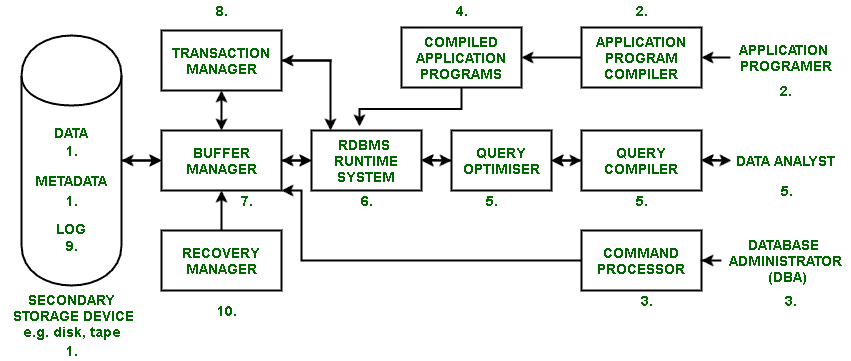 8.
4.
2.
TRANSACTION
MANAGER
COMPILED
APPLICATION
PROGRAMS
APPLICATION
PROGRAM
COMPILER
APPLICATION
PROGRAMER
2.
DATA
1.
METADATA
1.
LOG
9.
BUFFER
MANAGER
7.
RDBMS
RUNTIME
SYSTEM
6.
QUERY
OPTIMISER
5.
QUERY
COMPILER
5.
DATA ANALYST
5.
RECOVERY
MANAGER
10.
COMMAND
PROCESSOR
3.
DATABASE
ADMINISTRATOR
(DBA)
3.
SECONDARY
STORAGE DEVICE
e.g. disk, tape
1.